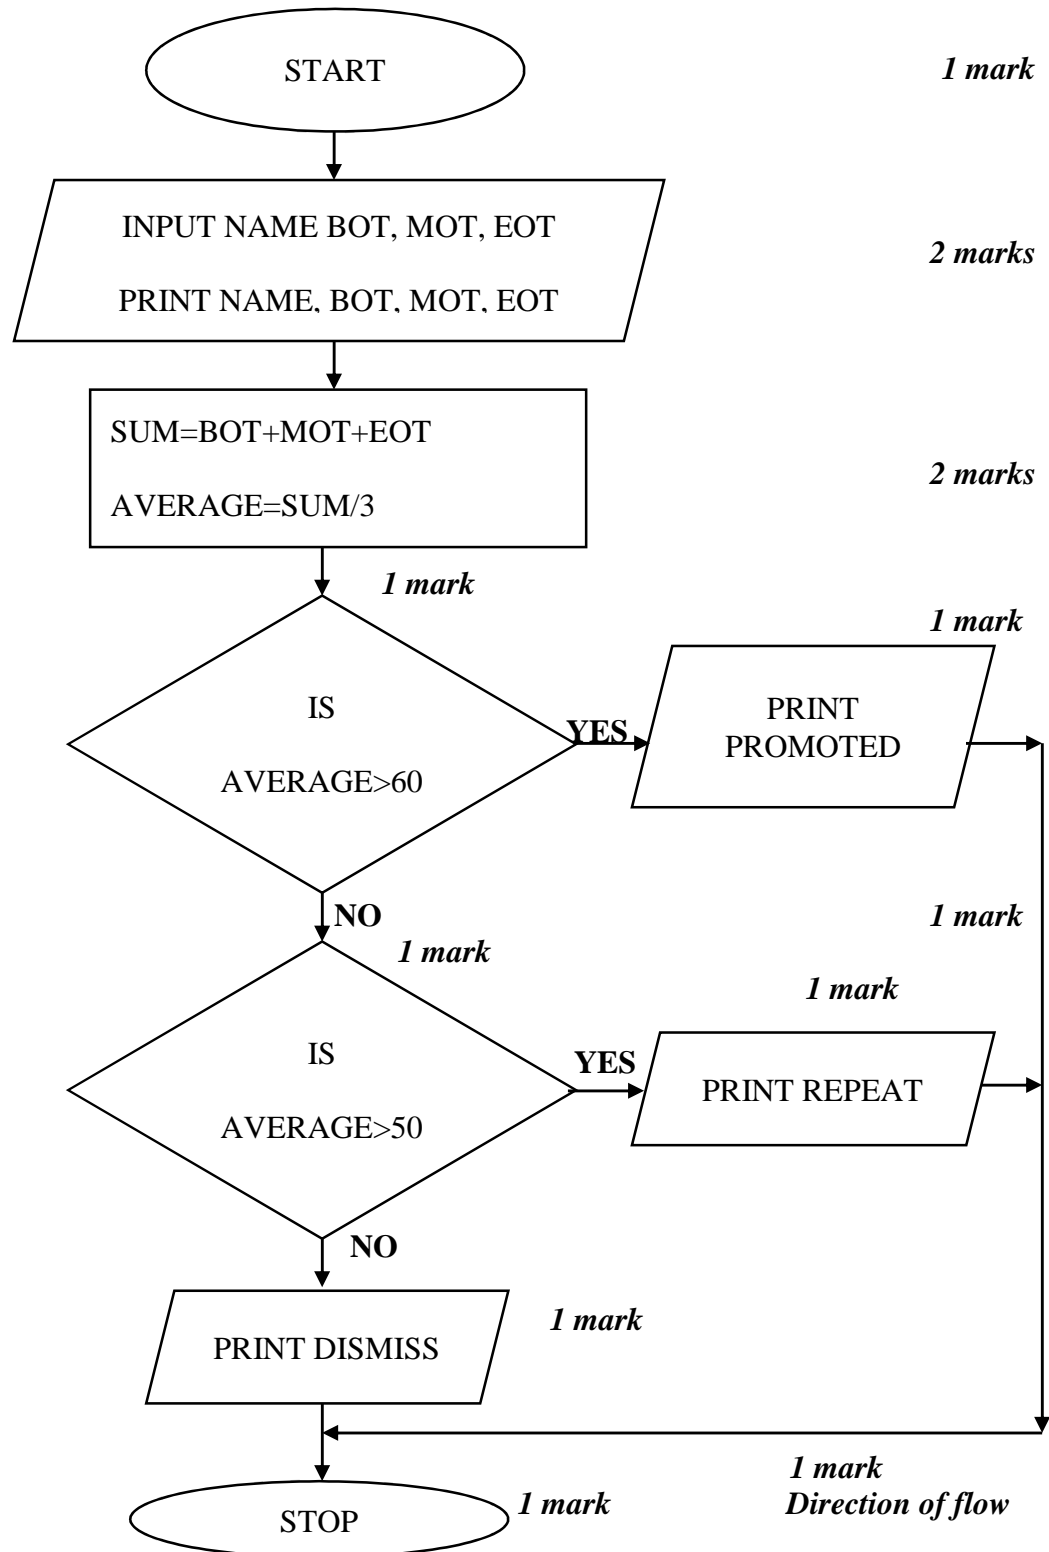 START
1 mark
INPUT NAME BOT, MOT, EOT
2 marks
PRINT NAME, BOT, MOT, EOT
SUM=BOT+MOT+EOT
2 marks
AVERAGE=SUM/3
1 mark
1 mark
IS
AVERAGE>60
YES
PRINT
PROMOTED
NO
1 mark
1 mark
1 mark
IS
AVERAGE>50
YES
PRINT REPEAT
NO
1 mark
PRINT DISMISS
1 mark
Direction of flow
1 mark
STOP